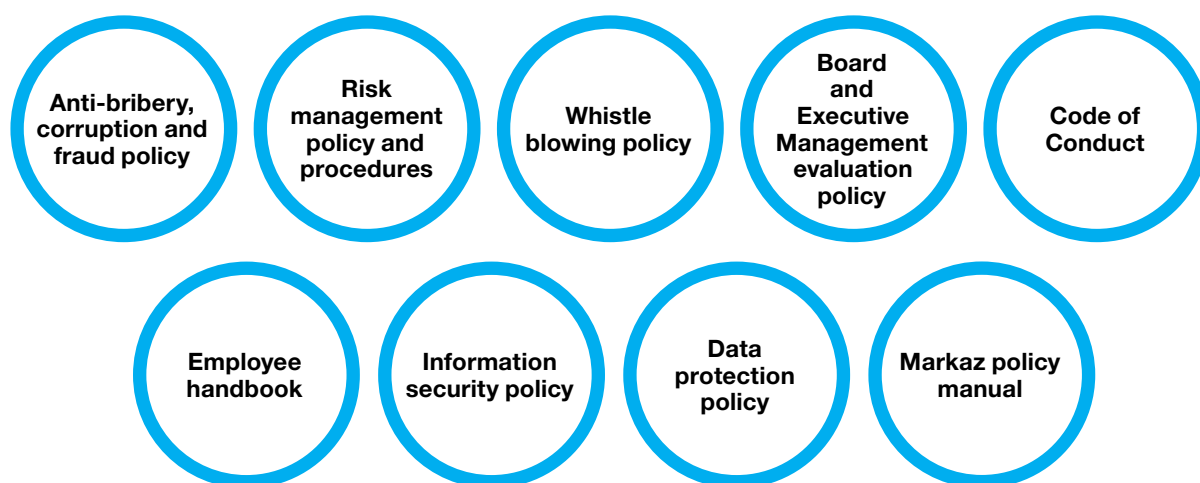 Anti-bribery,
corruption and
fraud policy
Risk
management
policy and
procedures
Whistle
blowing policy
Board
and
Executive
Management
evaluation
policy
Code of
Conduct
Employee
handbook
Information
security policy
Data
protection
policy
Markaz policy
manual